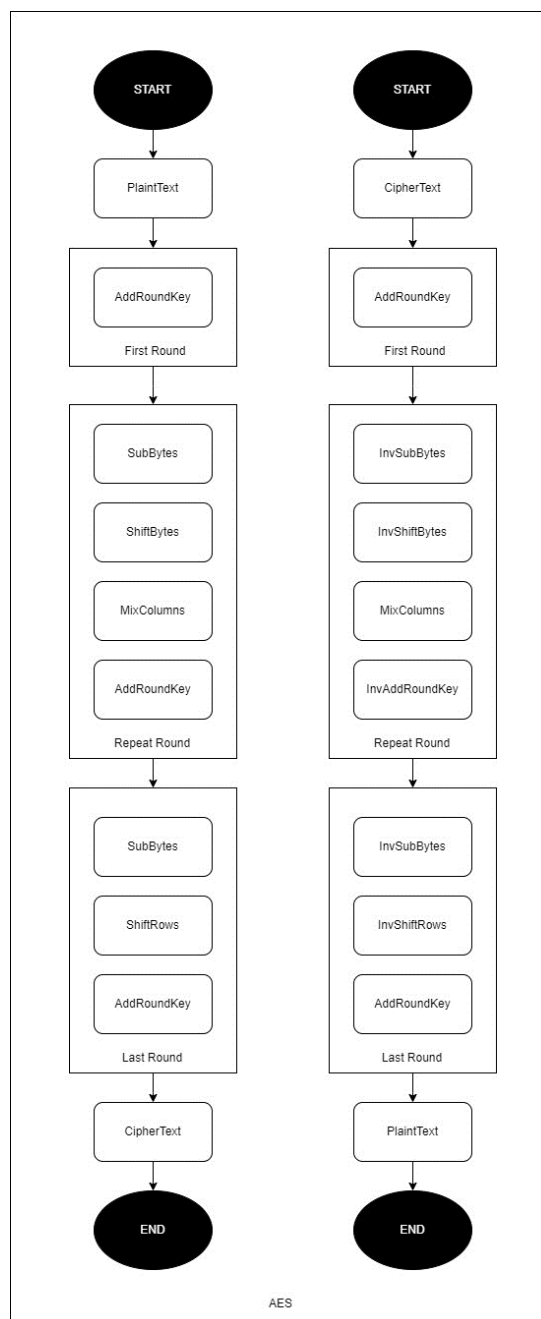 START
PlaintText
AddRoundKey
First Round
SubBytes
ShiftBytes
MixColumns
AddRoundKey
Repeat Round
SubBytes
ShiftRows
AddRoundKey
Last Round
CipherText
END
START
CipherText
AddRoundKey
First Round
InvSubBytes
InvShiftBytes
MixColumns
InvAddRoundKey
Repeat Round
InvSubBytes
InvShiftRows
AddRoundKey
Last Round
PlaintText
END
AES